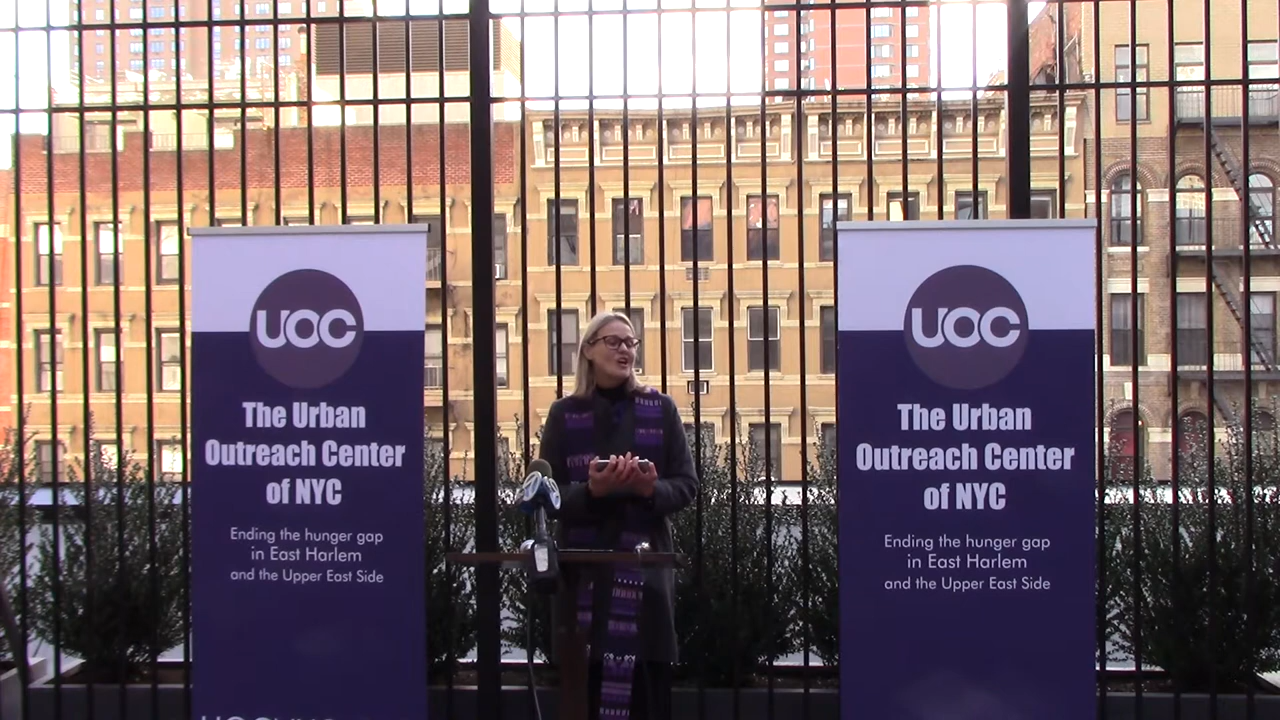 UOC
The Urban
Outreach Center
of NYC
Ending the hunger gap
in East Harlem
and the Upper East Side
UOC
The Urban
Outreach Center
of NYC
Ending the hunger gap
in East Harlem
and the Upper East Side